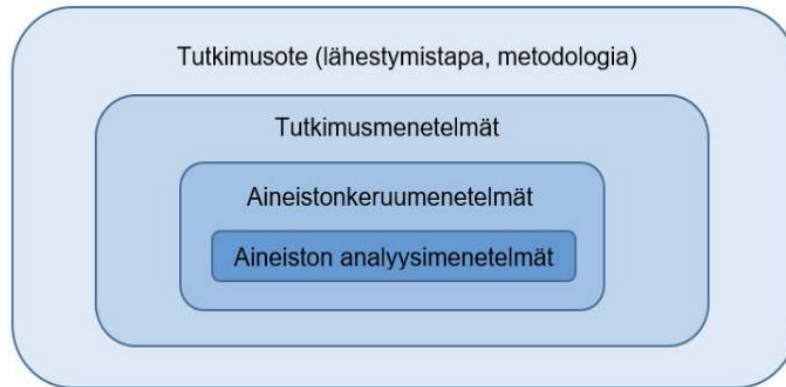 Tutkimusote (lähestymistapa, metodologia)
Tutkimusmenetelmät
Aineistonkeruumenetelmät
Aineiston analyysimenetelmät